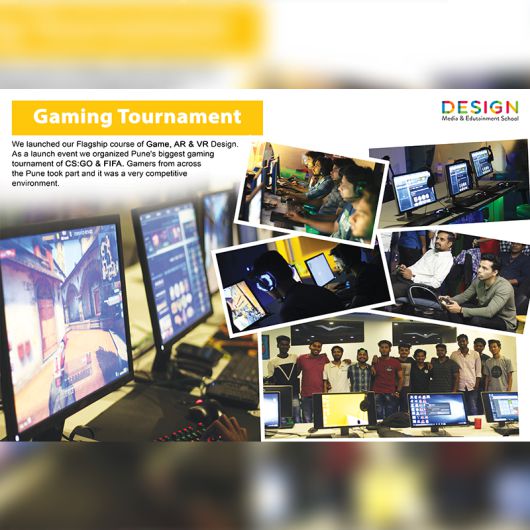 Gaming Tournament
DESIGN
Media & Edutainment School
We launched our Flagship course of Game, AR & VR Design.
As a launch event we organized Pune's biggest gaming
tournament of CS:GO & FIFA. Gamers from across
the Pune took part and it was a very competitive
environment.